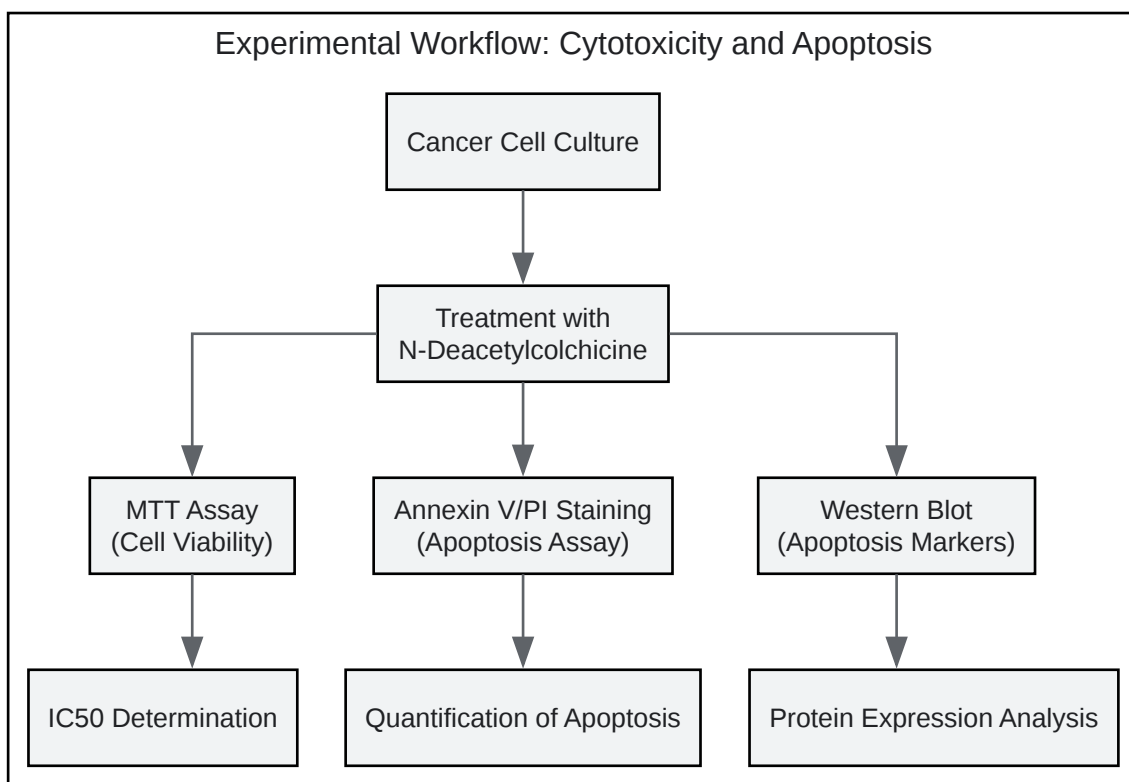 Experimental Workflow: Cytotoxicity and Apoptosis
Cancer Cell Culture
Treatment with
N-Deacetylcolchicine
MTT Assay
(Cell Viability)
Annexin V/PI Staining
(Apoptosis Assay)
Western Blot
(Apoptosis Markers)
IC50 Determination
Quantification of Apoptosis
Protein Expression Analysis